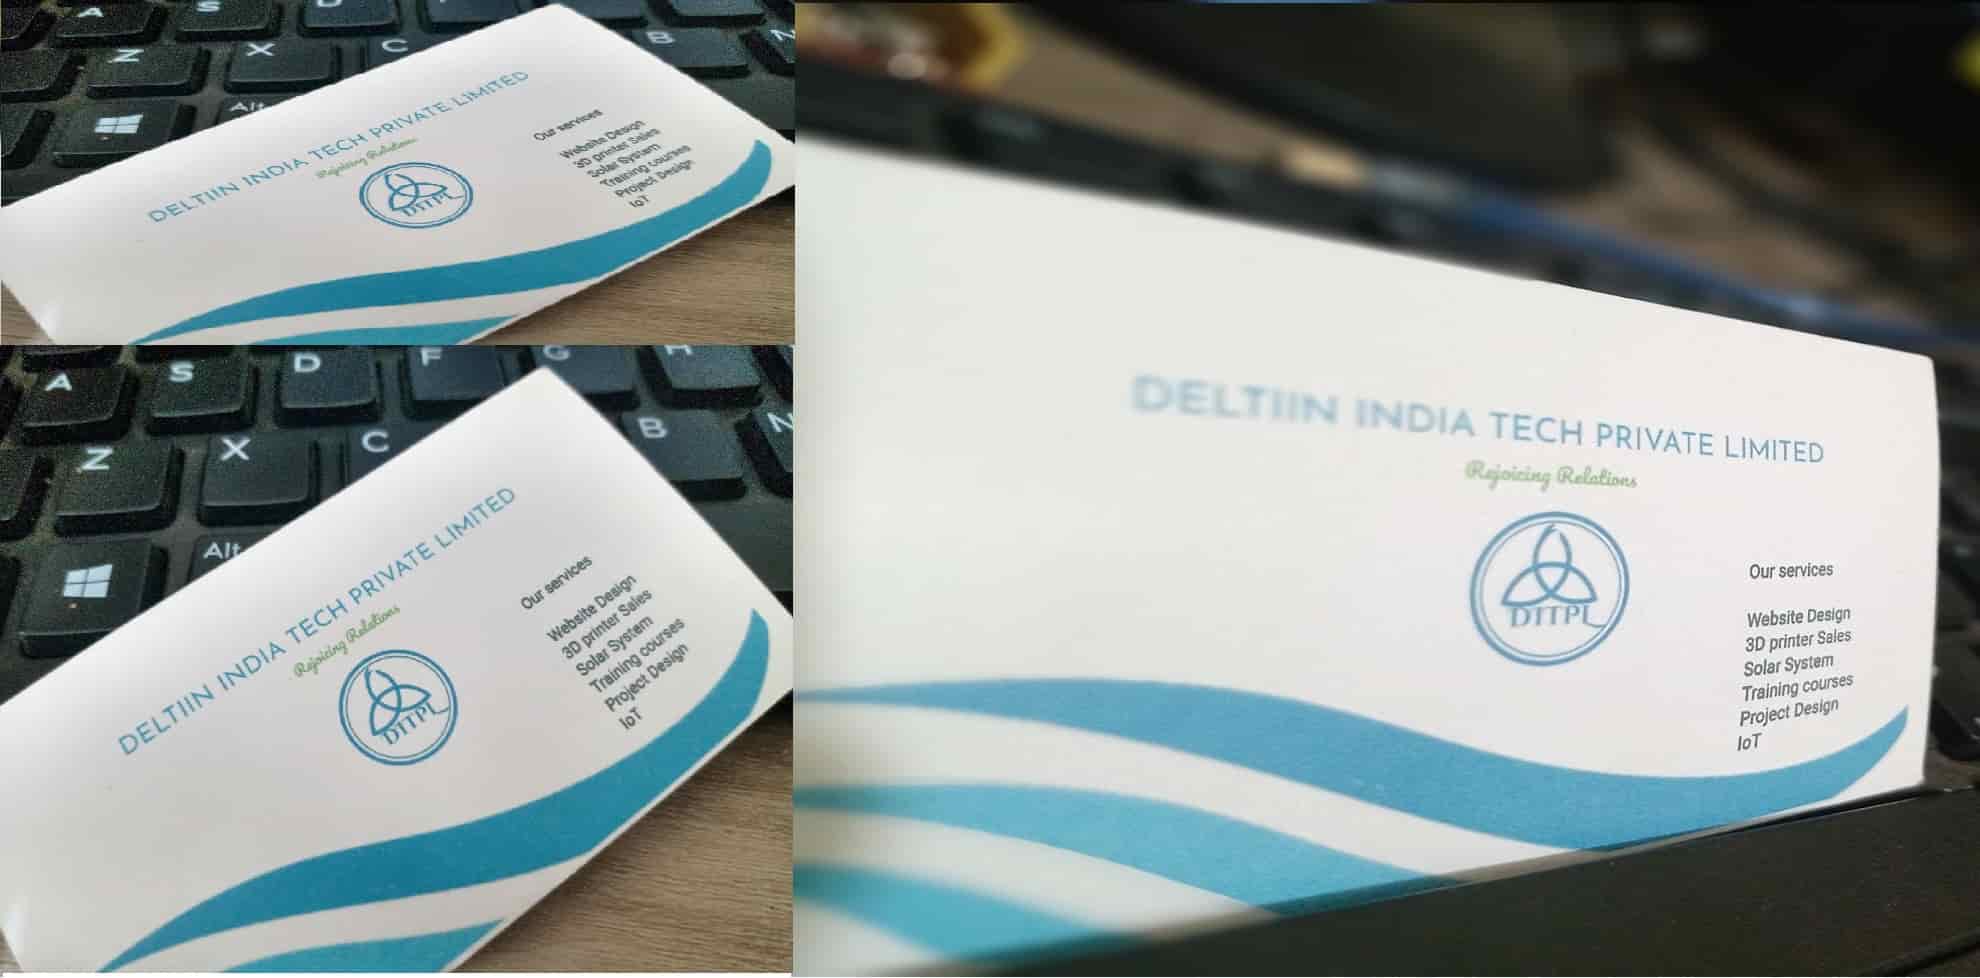 A
S
D
Z
X
C
B
N
Alt
DELTIIN INDIA TECH PRIVATE LIMITED
Rejoicing Relations
DITPL
Our services
Website Design
3D printer Sales
Solar System
Training courses
Project Design
IoT
A
S
D
F
G
H
Z
X
C
B
N
Alt
DELTIIN INDIA TECH PRIVATE LIMITED
Rejoicing Relations
DITPL
Our services
Website Design
3D printer Sales
Solar System
Training courses
Project Design
IoT
DELTIIN INDIA TECH PRIVATE LIMITED
Rejoicing Relations
DITPL
Our services
Website Design
3D printer Sales
Solar System
Training courses
Project Design
IoT